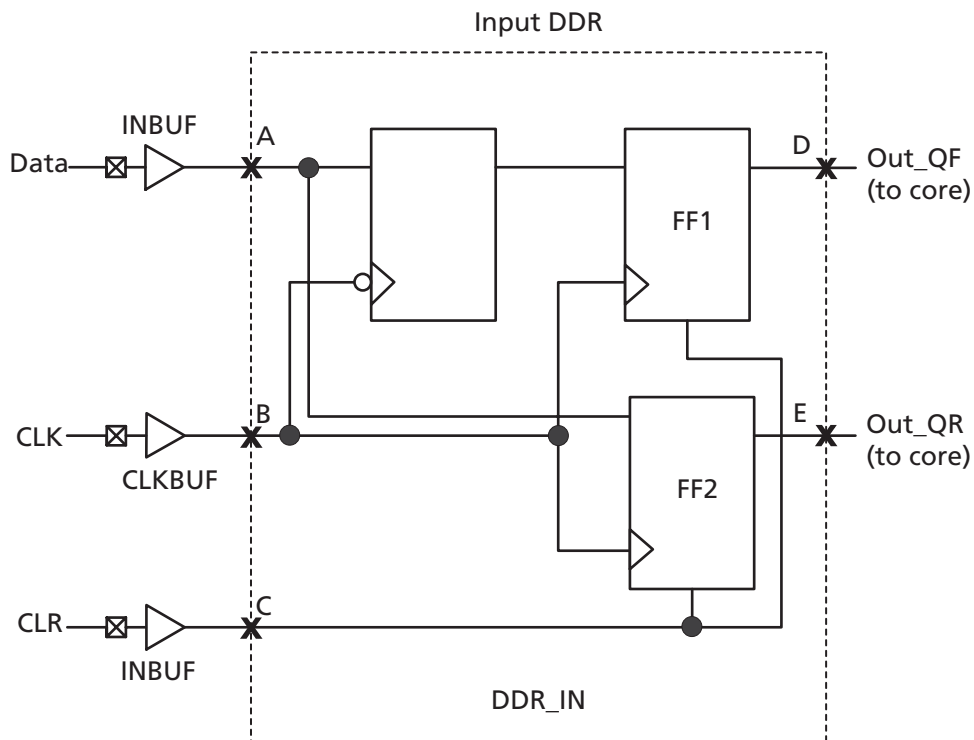 Input DDR
INBUF
A
D
Data
Out_QF
(to core)
FF1
B
E
CLK
Out_QR
(to core)
CLKBUF
FF2
C
CLR
INBUF
DDR_IN